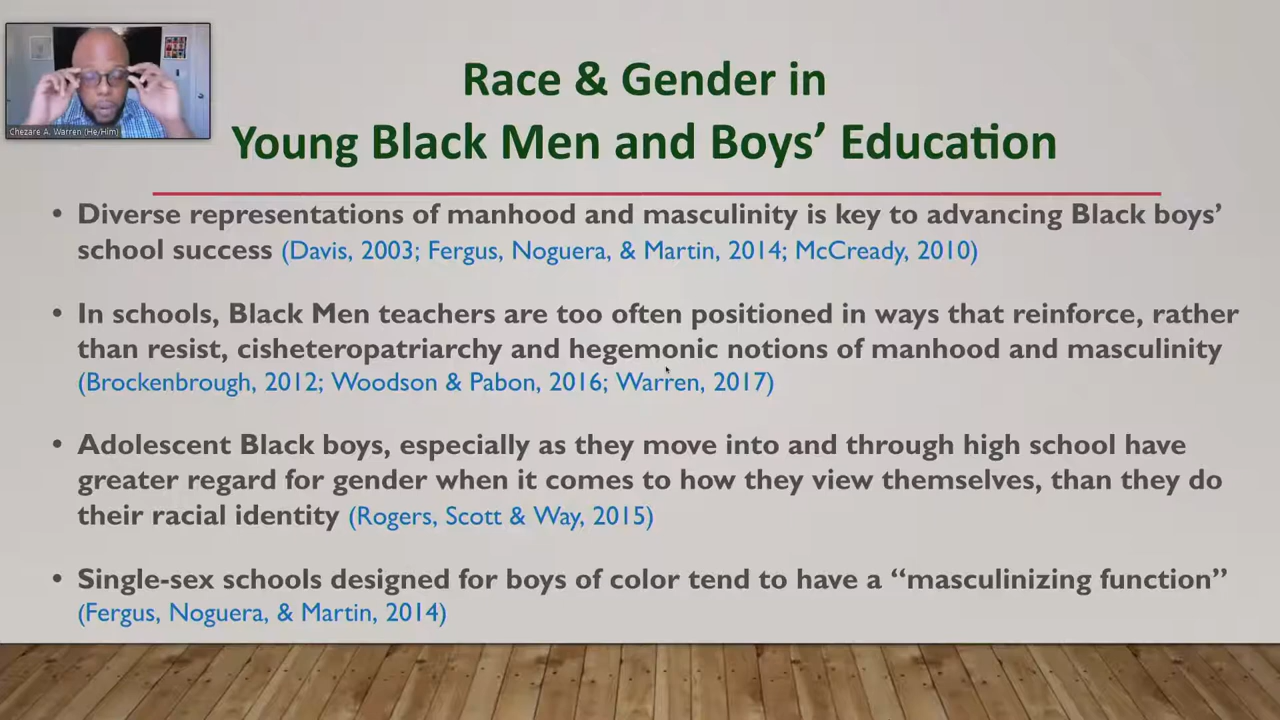 Chezare A. Warren (He/Him)
Race & Gender in
Young Black Men and Boys’ Education
• Diverse representations of manhood and masculinity is key to advancing Black boys’
school success (Davis, 2003; Fergus, Noguera, & Martin, 2014; McCready, 2010)
• In schools, Black Men teachers are too often positioned in ways that reinforce, rather
than resist, cisheteropatriarchy and hegemonic notions of manhood and masculinity
(Brockenbrough, 2012; Woodson & Pabon, 2016; Warren, 2017)
• Adolescent Black boys, especially as they move into and through high school have
greater regard for gender when it comes to how they view themselves, than they do
their racial identity (Rogers, Scott & Way, 2015)
• Single-sex schools designed for boys of color tend to have a “masculinizing function”
(Fergus, Noguera, & Martin, 2014)